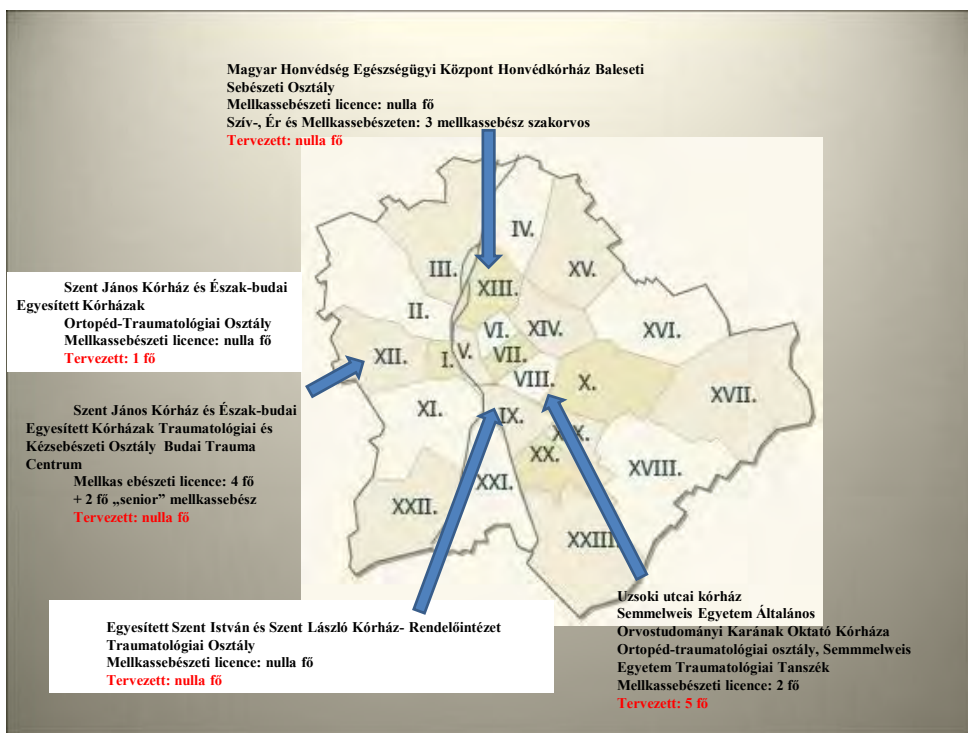 Magyar Honvédség Egészségügyi Központ Honvédkórház Baleseti
Sebészeti Osztály
Mellkassebészeti licence: nulla fő
Szív-, Ér és Mellkassebészeten: 3 mellkassebész szakorvos
Tervezett: nulla fő
IV.
III.
XV.
XIII.
II.
VI.
XIV.
XVI.
XII.
I.
V.
VII.
VIII.
X.
XVII.
XI.
IX.
XX.
XVIII.
XXI.
XXII.
XXIII.
Szent János Kórház és Észak-budai
Egyesített Kórházak
Ortopéd-Traumatológiai Osztály
Mellkassebészeti licence: nulla fő
Tervezett: 1 fő
Szent János Kórház és Észak-budai
Egyesített Kórházak Traumatológiai és
Kézsebészeti Osztály Budai Trauma
Centrum
Mellkas ebészeti licence: 4 fő
+ 2 fő „senior” mellkassebész
Tervezett: nulla fő
Egyesített Szent István és Szent László Kórház- Rendelőintézet
Traumatológiai Osztály
Mellkassebészeti licence: nulla fő
Tervezett: nulla fő
Uzsoki utcai kórház
Semmelweis Egyetem Általános
Orvostudományi Karának Oktató Kórháza
Ortopéd-traumatológiai osztály, Semmmelweis
Egyetem Traumatológiai Tanszék
Mellkassebészeti licence: 2 fő
Tervezett: 5 fő